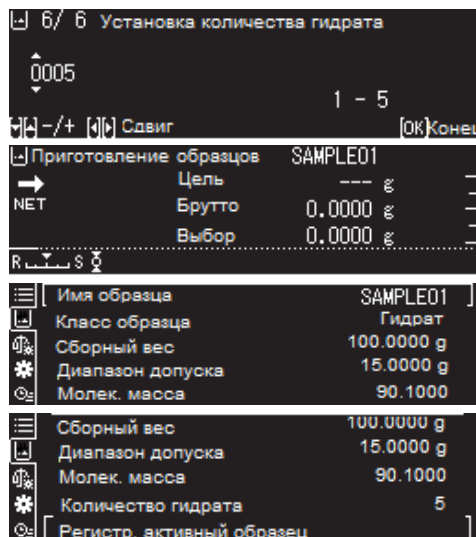 6/ 6 Установка количества гидрата
0005
1 - 5
-/+ Сдвиг [OK]Конец
Приготовление образцов SAMPLE01
Цель --- g
NET Брутто 0.0000 g
Выбор 0.0000 g
R S
Имя образца SAMPLE01
Класс образца Гидрат
Сборный вес 100.0000 g
Диапазон допуска 15.0000 g
Молек. масса 90.1000
Сборный вес 100.0000 g
Диапазон допуска 15.0000 g
Молек. масса 90.1000
Количество гидрата 5
Регистр. активный образец